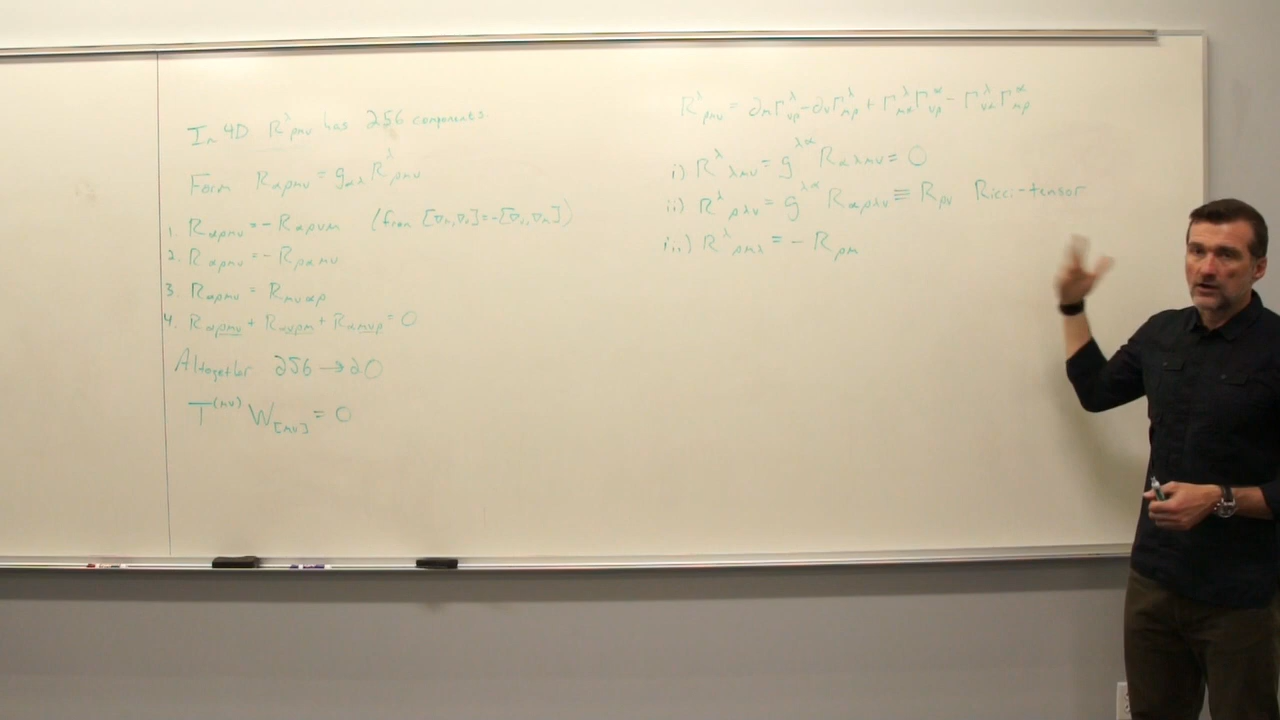 In 4D R^λ_ρμν has 256 components.
Form R_αρμν = g_αλ R^λ_ρμν
1. R_αρμν = - R_αρνμ (from [∇_μ,∇_ν]=-[∇_ν,∇_μ])
2. R_αρμν = - R_ραμν
3. R_αρμν = R_μναρ
4. R_αρμν + R_ανρμ + R_αμνρ = 0
Altogether 256 → 20
T^(μν) W_[μν] = 0
R^λ_ρμν = ∂_μ Γ^λ_νρ - ∂_ν Γ^λ_μρ + Γ^λ_μα Γ^α_νρ - Γ^λ_να Γ^α_μρ
i) R^λ_λμν = g^λα R_αλμν = 0
ii) R^λ_ρλν = g^λα R_αρλν ≡ R_ρν Ricci-tensor
iii) R^λ_ρμλ = - R_ρμ